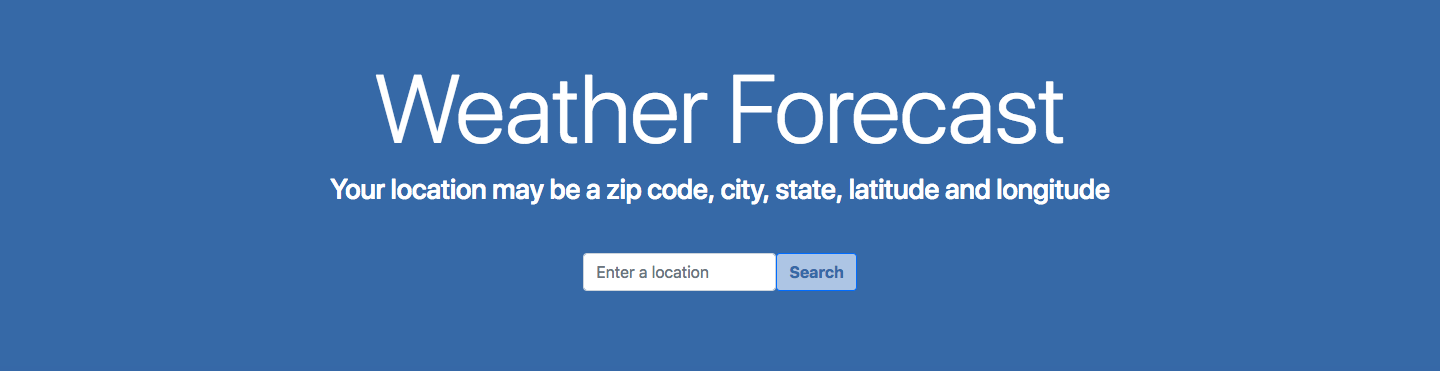 Weather Forecast
Your location may be a zip code, city, state, latitude and longitude
Enter a location
Search